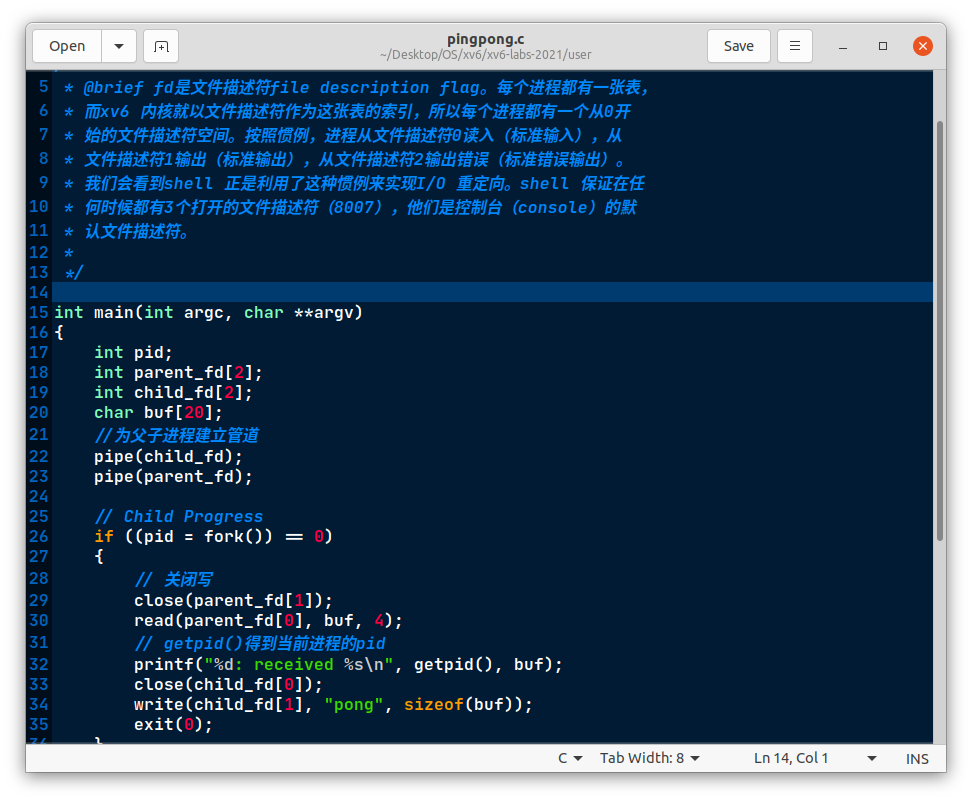 Open
pingpong.c
~/Desktop/OS/xv6/xv6-labs-2021/user
Save
5 * @brief fd是文件描述符file description flag。每个进程都有一张表，
6 * 而xv6 内核就以文件描述符作为这张表的索引，所以每个进程都有一个从0开
7 * 始的文件描述符空间。按照惯例，进程从文件描述符0读入（标准输入），从
8 * 文件描述符1输出（标准输出），从文件描述符2输出错误（标准错误输出）。
9 * 我们会看到shell 正是利用了这种惯例来实现I/O 重定向。shell 保证在任
10 * 何时候都有3个打开的文件描述符（8007），他们是控制台（console）的默
11 * 认文件描述符。
12 *
13 */
14
15 int main(int argc, char **argv)
16 {
17 int pid;
18 int parent_fd[2];
19 int child_fd[2];
20 char buf[20];
21 //为父子进程建立管道
22 pipe(child_fd);
23 pipe(parent_fd);
24
25 // Child Progress
26 if ((pid = fork()) == 0)
27 {
28 // 关闭写
29 close(parent_fd[1]);
30 read(parent_fd[0], buf, 4);
31 // getpid()得到当前进程的pid
32 printf("%d: received %s\n", getpid(), buf);
33 close(child_fd[0]);
34 write(child_fd[1], "pong", sizeof(buf));
35 exit(0);
C
Tab Width: 8
Ln 14, Col 1
INS